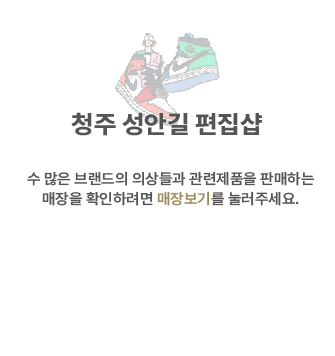 청주 성안길 편집샵
수 많은 브랜드의 의상들과 관련제품을 판매하는
매장을 확인하려면 매장보기를 눌러주세요.